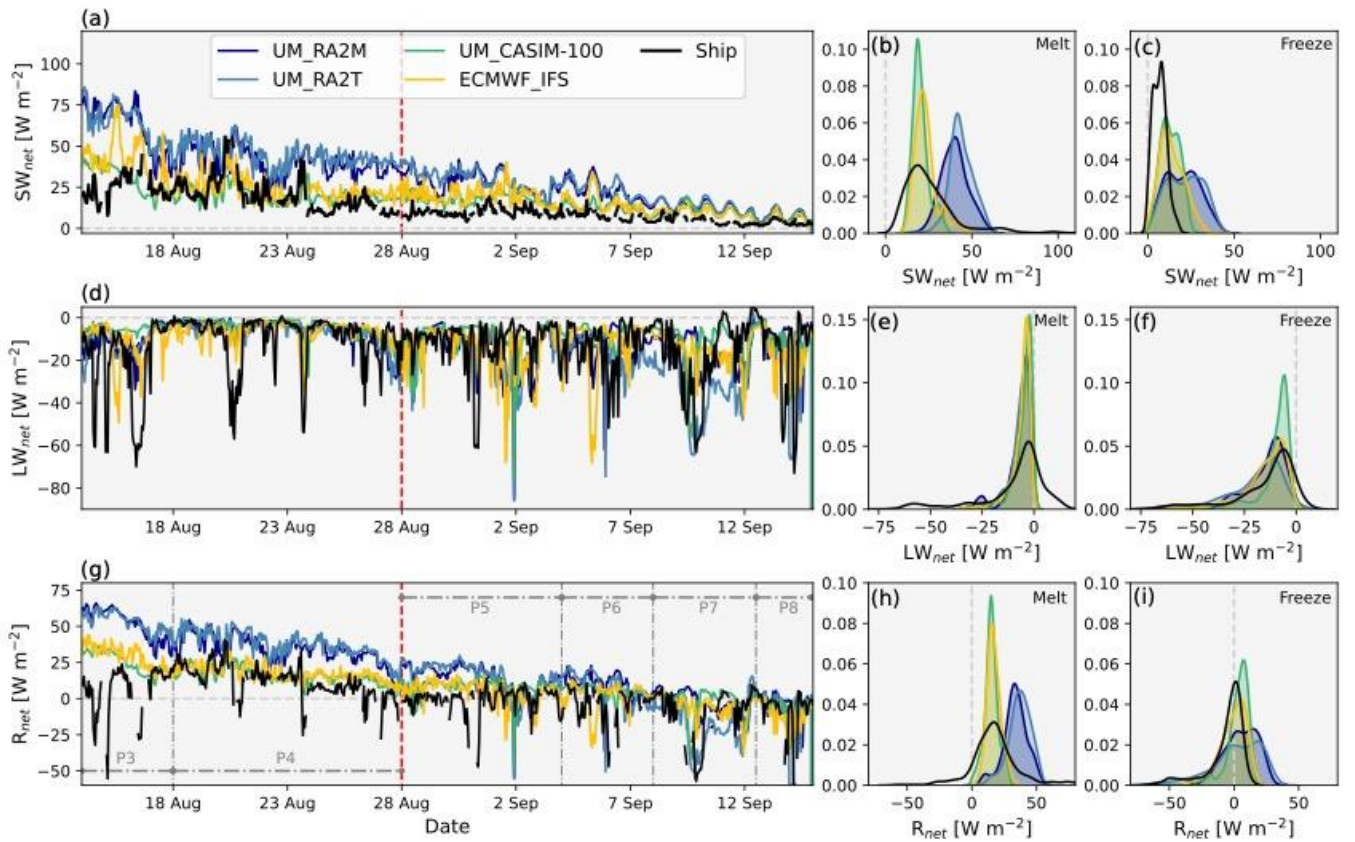 (a)
UM_RA2M
UM_RA2T
UM_CASIM-100
ECMWF_IFS
Ship
SWnet [W m−2]
100
75
50
25
0
18 Aug 23 Aug 28 Aug 2 Sep 7 Sep 12 Sep
(b) Melt
0.10
0.08
0.06
0.04
0.02
0.00
0 50 100
SWnet [W m−2]
(c) Freeze
0.10
0.08
0.06
0.04
0.02
0.00
0 50 100
SWnet [W m−2]
(d)
LWnet [W m−2]
0
−20
−40
−60
−80
18 Aug 23 Aug 28 Aug 2 Sep 7 Sep 12 Sep
(e) Melt
0.15
0.10
0.05
0.00
−75 −50 −25 0
LWnet [W m−2]
(f) Freeze
0.15
0.10
0.05
0.00
−75 −50 −25 0
LWnet [W m−2]
(g)
Rnet [W m−2]
75
50
25
0
−25
−50
P3 P4 P5 P6 P7 P8
18 Aug 23 Aug 28 Aug 2 Sep 7 Sep 12 Sep
Date
(h) Melt
0.10
0.08
0.06
0.04
0.02
0.00
−50 0 50
Rnet [W m−2]
(i) Freeze
0.10
0.08
0.06
0.04
0.02
0.00
−50 0 50
Rnet [W m−2]